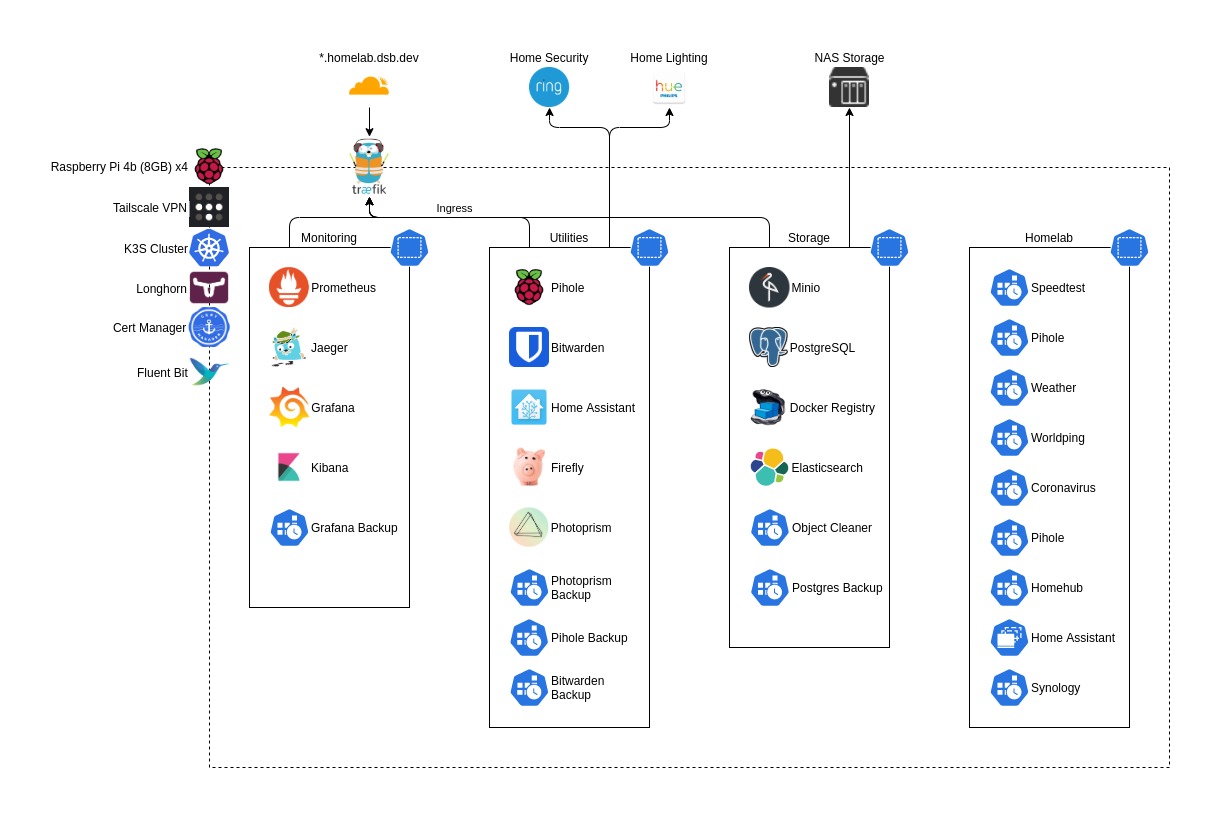 *.homelab.dsb.dev
Home Security
Home Lighting
NAS Storage
ring
hue
PHILIPS
Raspberry Pi 4b (8GB) x4
træfik
Tailscale VPN
Ingress
K3S Cluster
Longhorn
Cert Manager
CERT
MANAGER
Fluent Bit
Monitoring
Prometheus
Jaeger
Grafana
Kibana
Grafana Backup
Utilities
Pihole
Bitwarden
Home Assistant
Firefly
Photoprism
Photoprism
Backup
Pihole Backup
Bitwarden
Backup
Storage
Minio
PostgreSQL
Docker Registry
Elasticsearch
Object Cleaner
Postgres Backup
Homelab
Speedtest
Pihole
Weather
Worldping
Coronavirus
Pihole
Homehub
Home Assistant
Synology